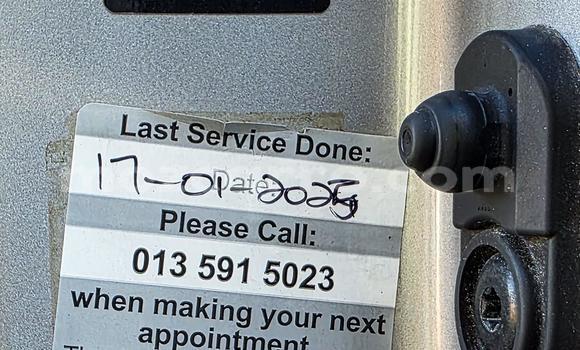 Last Service Done:
Date:
17-01-2025
Please Call:
013 591 5023
when making your next
appointment